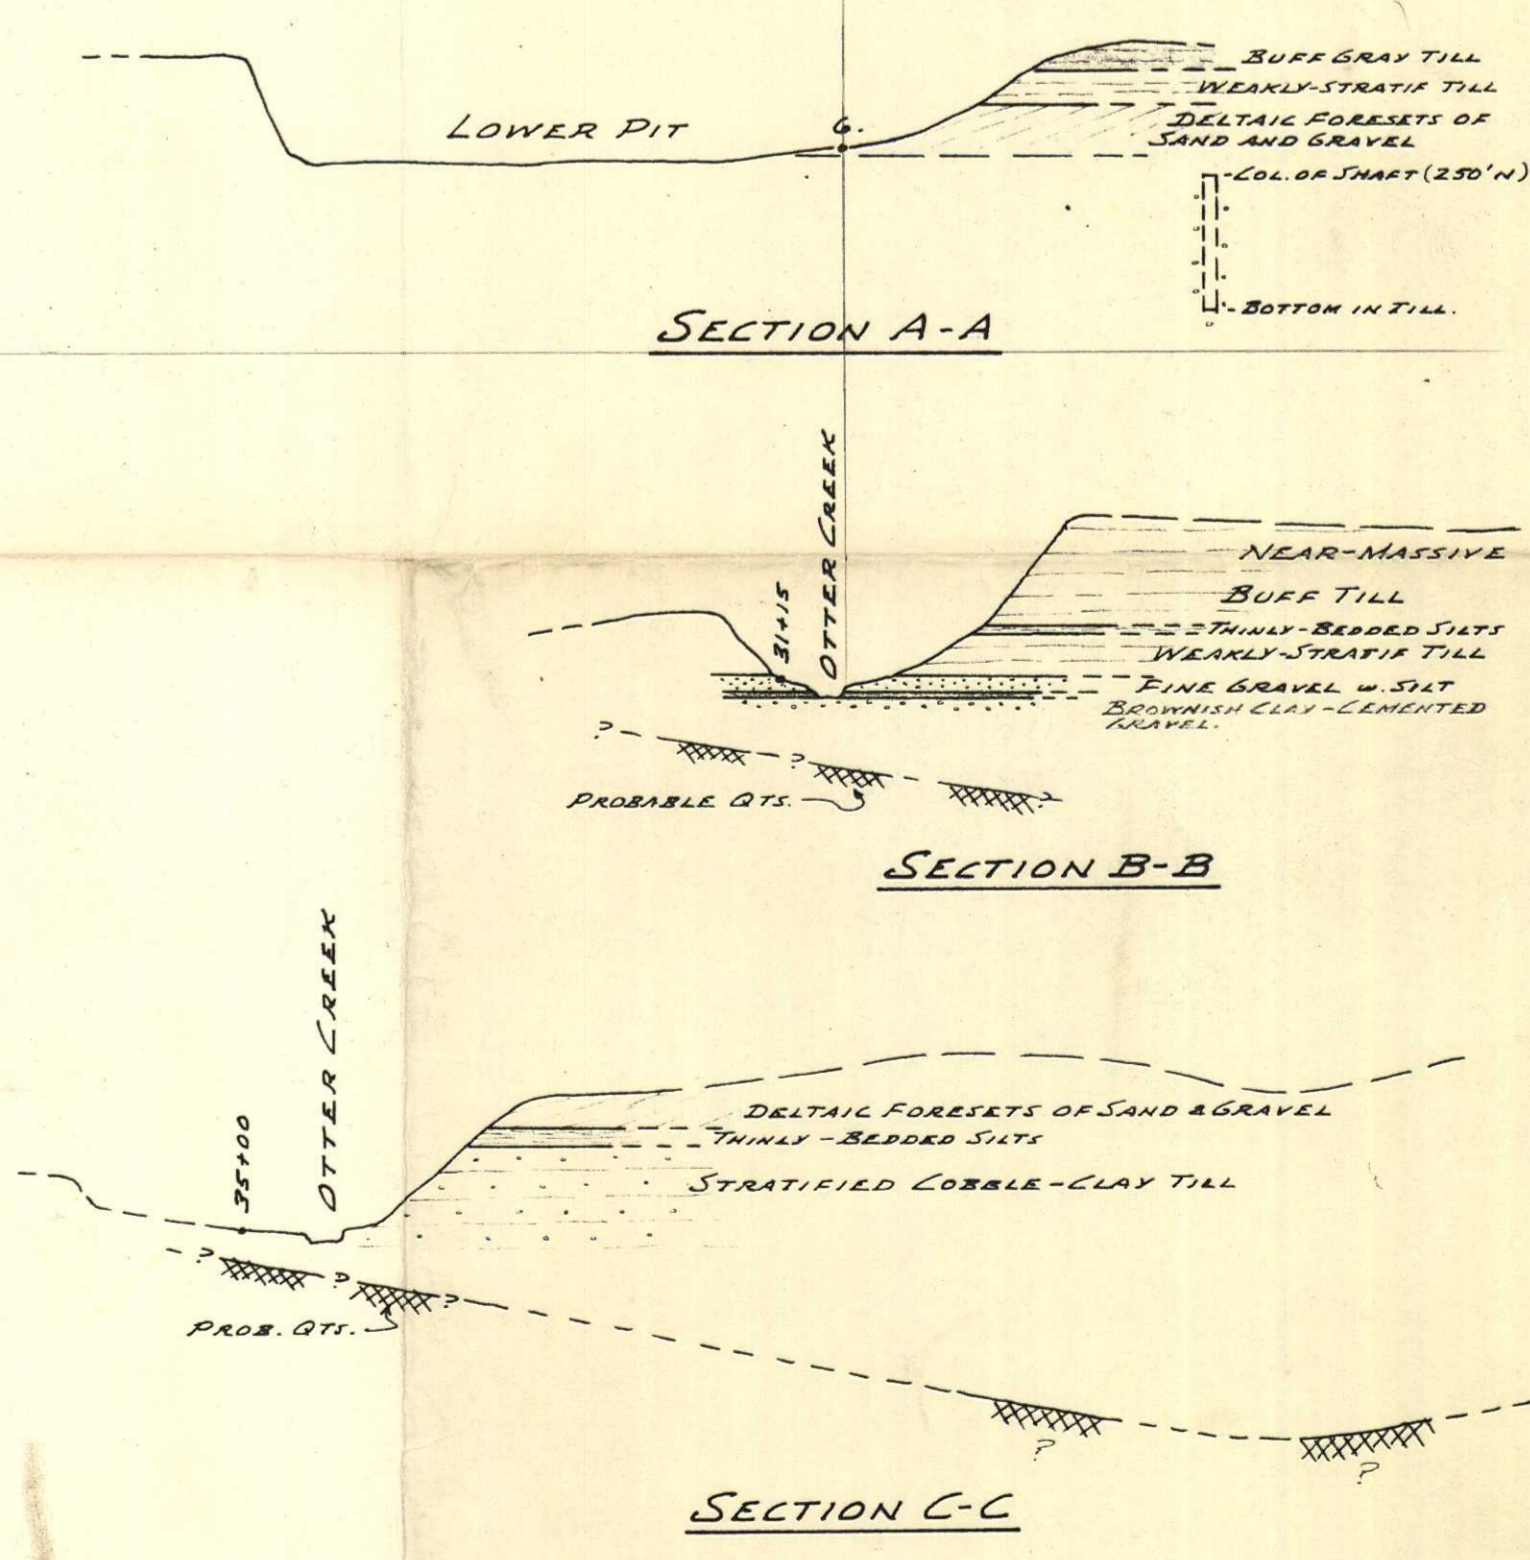 BUFF GRAY TILL
WEAKLY-STRATIF TILL
LOWER PIT
G.
DELTAIC FORESETS OF
SAND AND GRAVEL
COL. OF SHAFT (250'N)
BOTTOM IN TILL.
SECTION A-A
OTTER CREEK
31+15
NEAR-MASSIVE
BUFF TILL
THINLY-BEDDED SILTS
WEAKLY-STRATIF TILL
FINE GRAVEL w. SILT
BROWNISH CLAY-CEMENTED
GRAVEL.
? ? ?
PROBABLE QTS.
SECTION B-B
OTTER CREEK
35+00
DELTAIC FORESETS OF SAND & GRAVEL
THINLY-BEDDED SILTS
STRATIFIED COBBLE-CLAY TILL
? ? ?
PROB. QTS.
? ?
SECTION C-C